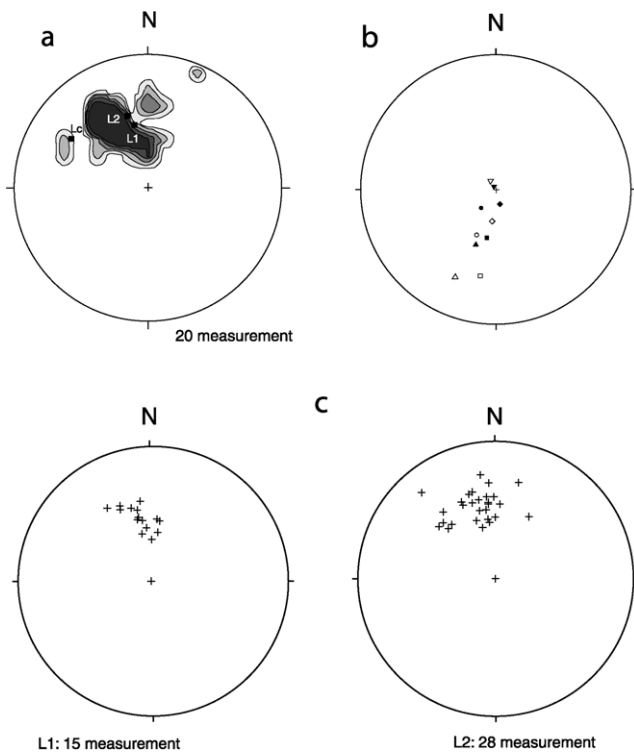 a
N
Lc
L2
L1
20 measurement
b
N
c
N
L1: 15 measurement
N
L2: 28 measurement